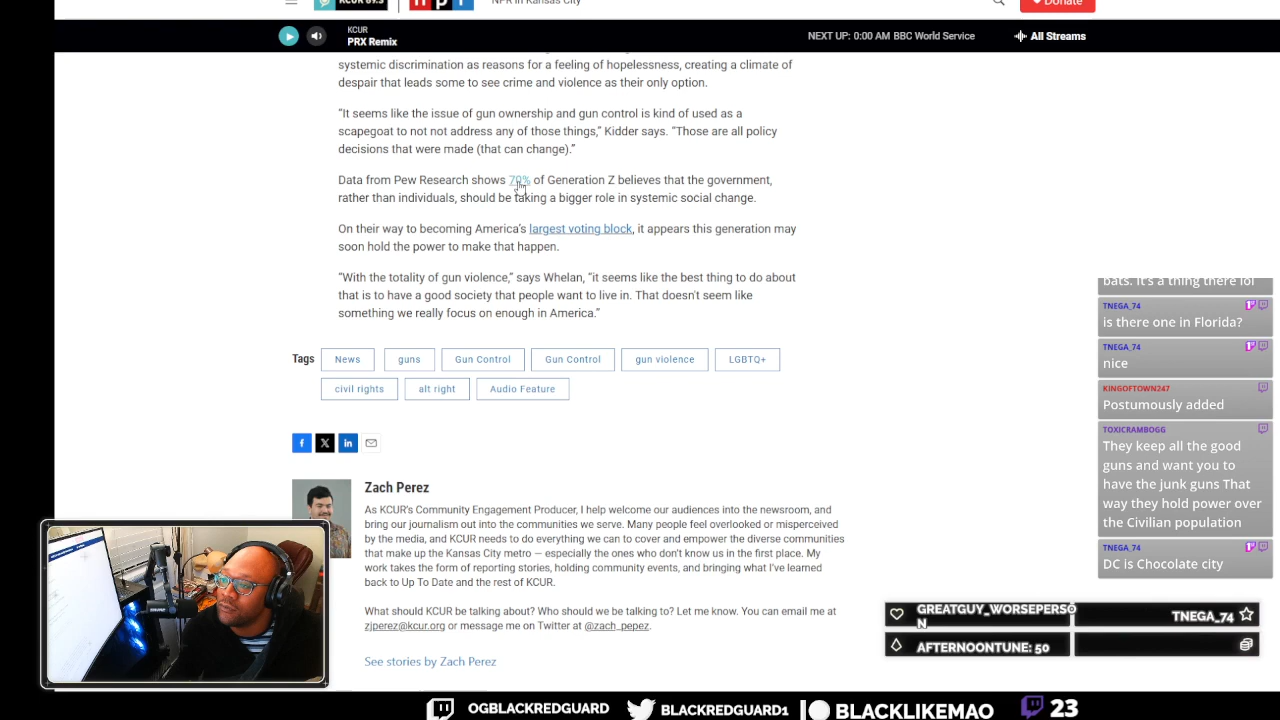 KCUR 89.3
npr
NPR in Kansas City
Donate
KCUR
PRX Remix
NEXT UP: 0:00 AM BBC World Service
All Streams
systemic discrimination as reasons for a feeling of hopelessness, creating a climate of
despair that leads some to see crime and violence as their only option.
“It seems like the issue of gun ownership and gun control is kind of used as a
scapegoat to not not address any of those things,” Kidder says. “Those are all policy
decisions that were made (that can change).”
Data from Pew Research shows 70% of Generation Z believes that the government,
rather than individuals, should be taking a bigger role in systemic social change.
On their way to becoming America’s largest voting block, it appears this generation may
soon hold the power to make that happen.
“With the totality of gun violence,” says Whelan, “it seems like the best thing to do about
that is to have a good society that people want to live in. That doesn't seem like
something we really focus on enough in America.”
Tags
News
guns
Gun Control
Gun Control
gun violence
LGBTQ+
civil rights
alt right
Audio Feature
Zach Perez
As KCUR’s Community Engagement Producer, I help welcome our audiences into the newsroom, and
bring our journalism out into the communities we serve. Many people feel overlooked or misperceived
by the media, and KCUR needs to do everything we can to cover and empower the diverse communities
that make up the Kansas City metro — especially the ones who don’t know us in the first place. My
work takes the form of reporting stories, holding community events, and bringing what I’ve learned
back to Up To Date and the rest of KCUR.
What should KCUR be talking about? Who should we be talking to? Let me know. You can email me at
zjperez@kcur.org or message me on Twitter at @zach_pepez.
See stories by Zach Perez
bats. It's a thing there lol
TNEGA_74
is there one in Florida?
TNEGA_74
nice
KINGOFTOWN247
Postumously added
TOXICRAMBOGG
They keep all the good
guns and want you to
have the junk guns That
way they hold power over
the Civilian population
TNEGA_74
DC is Chocolate city
GREATGUY_WORSEPERSO
N
TNEGA_74
AFTERNOONTUNE: 50
OGBLACKREDGUARD
BLACKREDGUARD1
BLACKLIKEMAO
23